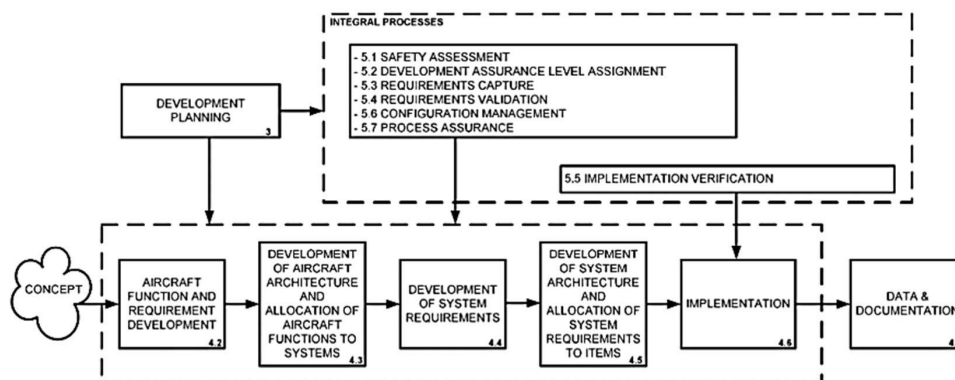 INTEGRAL PROCESSES
- 5.1 SAFETY ASSESSMENT
- 5.2 DEVELOPMENT ASSURANCE LEVEL ASSIGNMENT
- 5.3 REQUIREMENTS CAPTURE
- 5.4 REQUIREMENTS VALIDATION
- 5.6 CONFIGURATION MANAGEMENT
- 5.7 PROCESS ASSURANCE
DEVELOPMENT
PLANNING
3
5.5 IMPLEMENTATION VERIFICATION
CONCEPT
AIRCRAFT
FUNCTION AND
REQUIREMENT
DEVELOPMENT
4.2
DEVELOPMENT
OF AIRCRAFT
ARCHITECTURE
AND
ALLOCATION OF
AIRCRAFT
FUNCTIONS TO
SYSTEMS
4.3
DEVELOPMENT
OF SYSTEM
REQUIREMENTS
4.4
DEVELOPMENT
OF SYSTEM
ARCHITECTURE
AND
ALLOCATION OF
SYSTEM
REQUIREMENTS
TO ITEMS
4.5
IMPLEMENTATION
4.6
DATA &
DOCUMENTATION